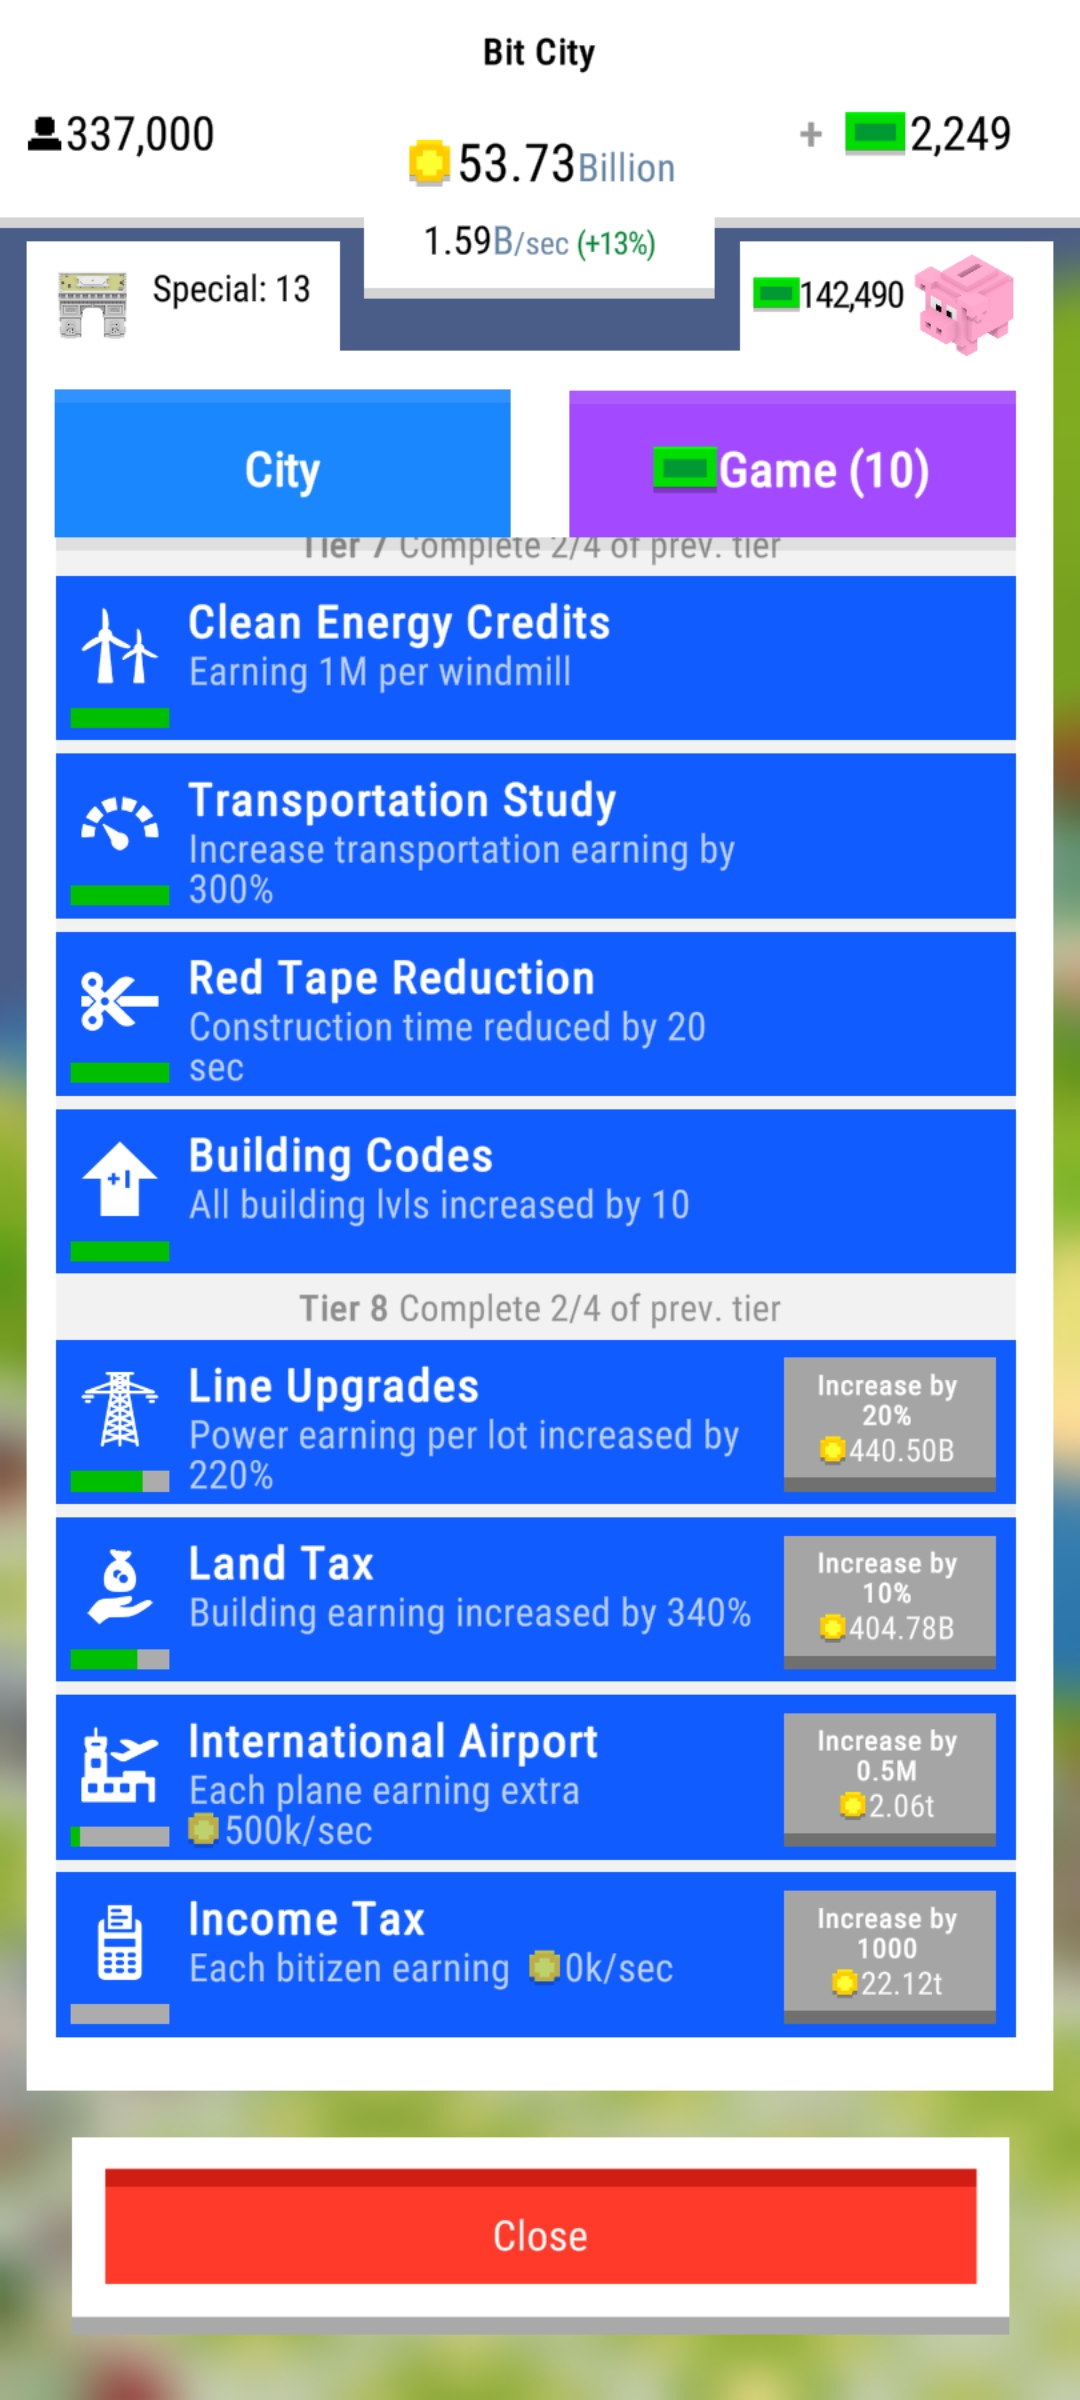 Bit City
337,000
53.73Billion
+ 2,249
1.59B/sec (+13%)
Special: 13
142,490
City
Game (10)
Tier 7 Complete 2/4 of prev. tier
Clean Energy Credits
Earning 1M per windmill
Transportation Study
Increase transportation earning by
300%
Red Tape Reduction
Construction time reduced by 20
sec
+1
Building Codes
All building lvls increased by 10
Tier 8 Complete 2/4 of prev. tier
Line Upgrades
Power earning per lot increased by
220%
Increase by
20%
440.50B
Land Tax
Building earning increased by 340%
Increase by
10%
404.78B
International Airport
Each plane earning extra
500k/sec
Increase by
0.5M
2.06t
Income Tax
Each bitizen earning 0k/sec
Increase by
1000
22.12t
Close